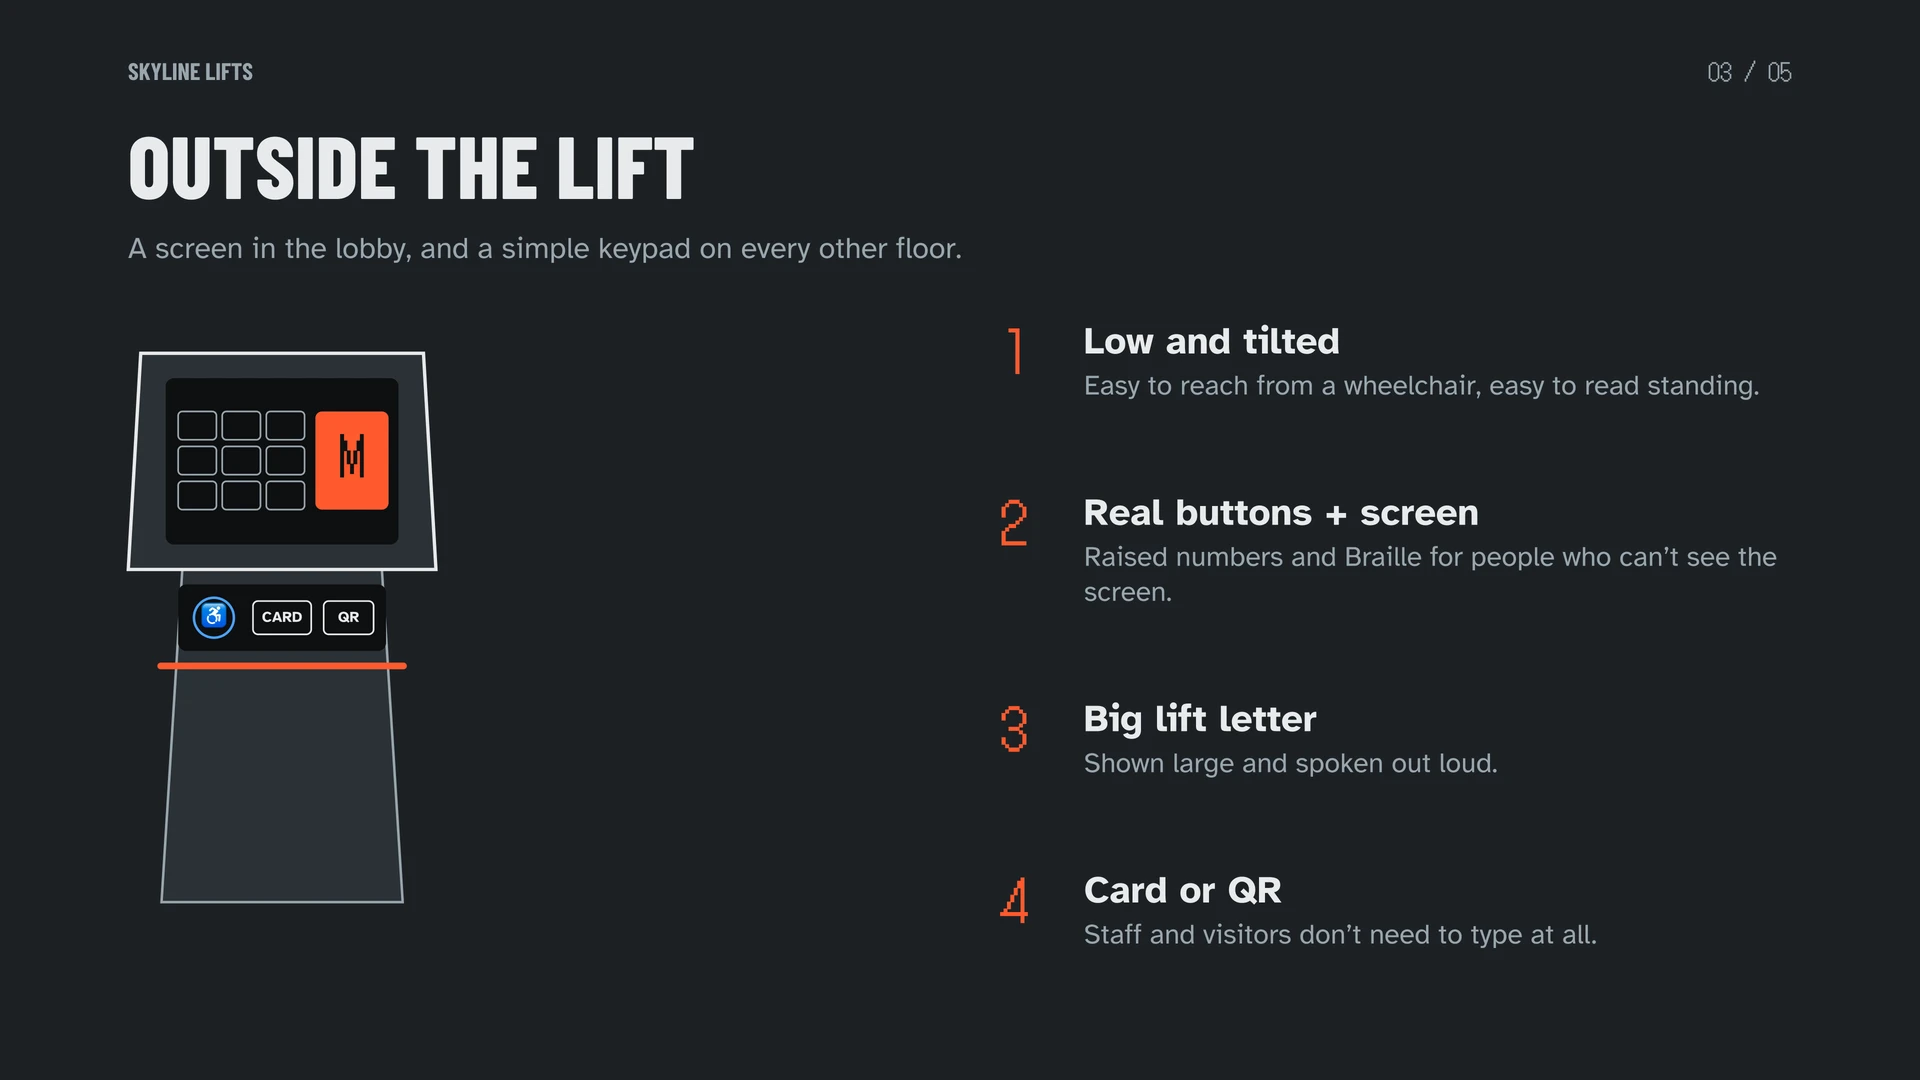 SKYLINE LIFTS
03 / 05
OUTSIDE THE LIFT
A screen in the lobby, and a simple keypad on every other floor.
M
CARD
QR
1
Low and tilted
Easy to reach from a wheelchair, easy to read standing.
2
Real buttons + screen
Raised numbers and Braille for people who can’t see the
screen.
3
Big lift letter
Shown large and spoken out loud.
4
Card or QR
Staff and visitors don’t need to type at all.